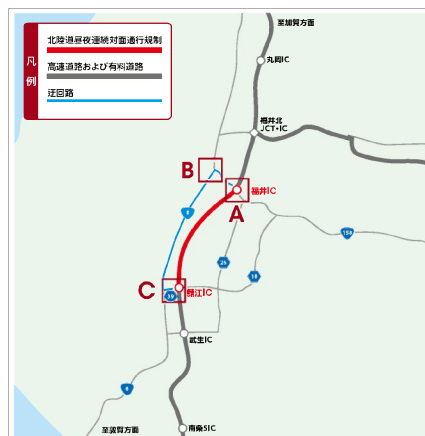 凡例
北陸道昼夜連続対面通行規制
高速道路および有料道路
迂回路
至加賀方面
丸岡IC
福井北
JCT・IC
B
福井IC
A
8
158
25
18
C
鯖江IC
39
武生IC
8
至敦賀方面
南条SIC